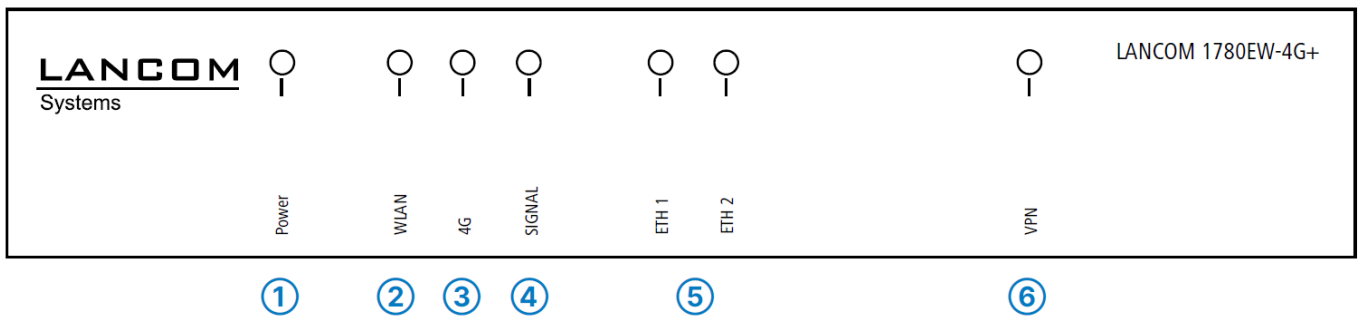 LANCOM
Systems
LANCOM 1780EW-4G+
Power
WLAN
4G
SIGNAL
ETH 1
ETH 2
VPN
1
2
3
4
5
6